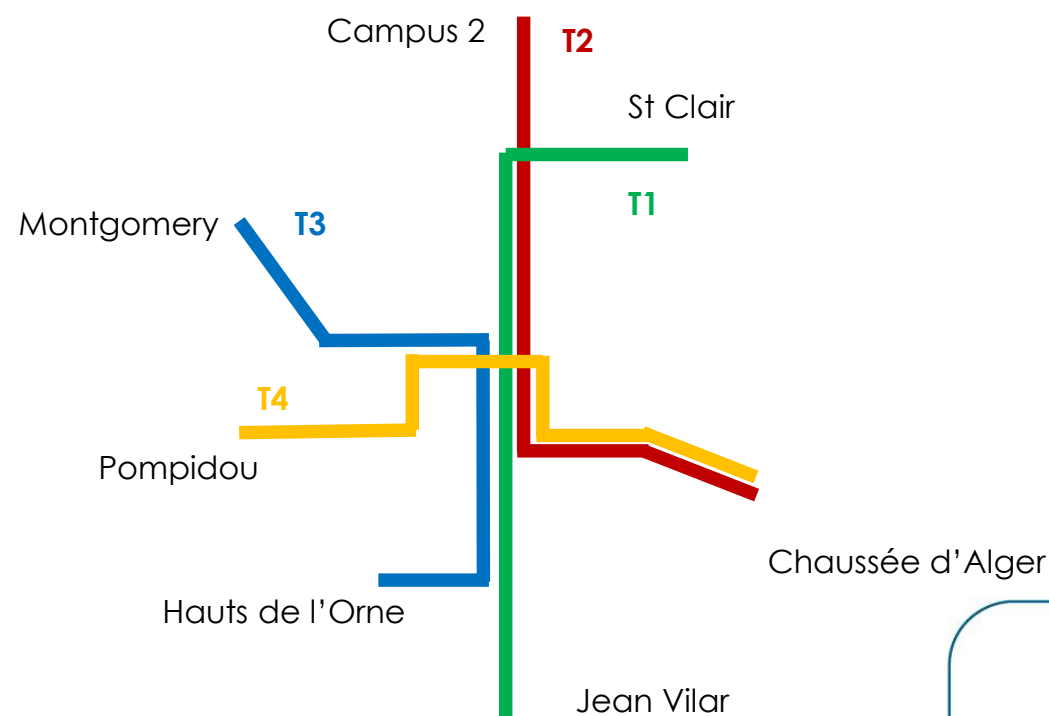 Campus 2
T2
St Clair
T1
Montgomery
T3
T4
Pompidou
Chaussée d’Alger
Hauts de l’Orne
Jean Vilar